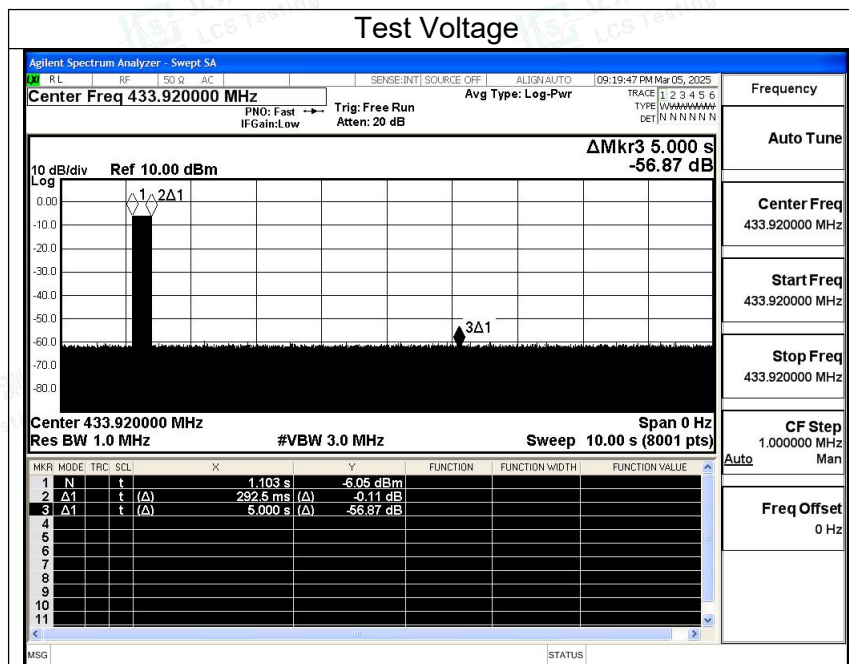 Test Voltage
Agilent Spectrum Analyzer - Swept SA
LXI RL RF 50 Ω AC SENSE:INT SOURCE OFF ALIGN AUTO 09:19:47 PM Mar 05, 2025
Center Freq 433.920000 MHz
PNO: Fast
IFGain:Low
Trig: Free Run
Atten: 20 dB
Avg Type: Log-Pwr
TRACE 1 2 3 4 5 6
TYPE WWWWWW
DET N N N N N N
ΔMkr3 5.000 s
-56.87 dB
10 dB/div Ref 10.00 dBm
Log
0.00
-10.0
-20.0
-30.0
-40.0
-50.0
-60.0
-70.0
-80.0
1 2Δ1
3Δ1
Center 433.920000 MHz Span 0 Hz
Res BW 1.0 MHz #VBW 3.0 MHz Sweep 10.00 s (8001 pts)
MKR MODE TRC SCL X Y FUNCTION FUNCTION WIDTH FUNCTION VALUE
1 N t 1.103 s -6.05 dBm
2 Δ1 t (Δ) 292.5 ms (Δ) -0.11 dB
3 Δ1 t (Δ) 5.000 s (Δ) -56.87 dB
4
5
6
7
8
9
10
11
MSG STATUS
Frequency
Auto Tune
Center Freq
433.920000 MHz
Start Freq
433.920000 MHz
Stop Freq
433.920000 MHz
CF Step
1.000000 MHz
Auto Man
Freq Offset
0 Hz
LCS Testing
LCS Testing